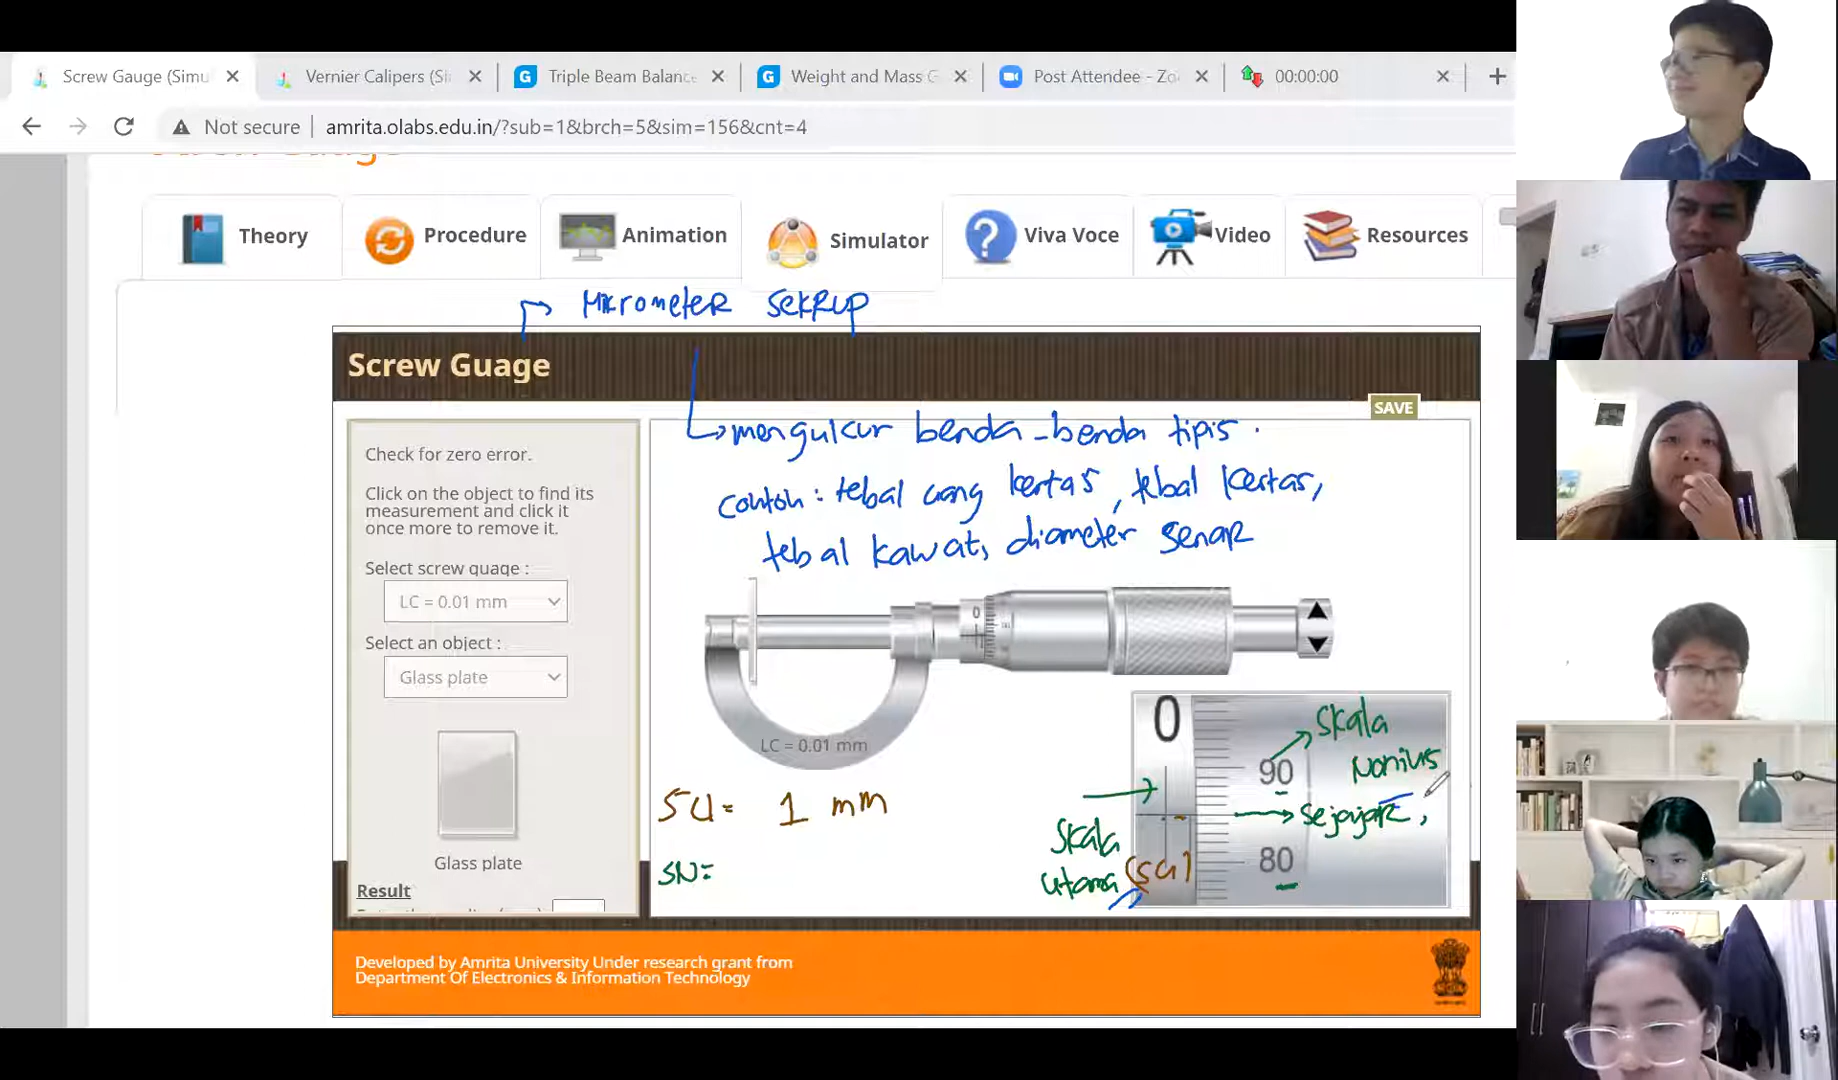 Screw Gauge (Simu
Vernier Calipers (Si
Triple Beam Balance
Weight and Mass G
Post Attendee - Zo
00:00:00
Not secure
amrita.olabs.edu.in/?sub=1&brch=5&sim=156&cnt=4
Theory
Procedure
Animation
Simulator
Viva Voce
Video
Resources
Mikrometer Sekrup
Screw Guage
SAVE
Check for zero error.
Click on the object to find its
measurement and click it
once more to remove it.
Select screw guage :
LC = 0.01 mm
Select an object :
Glass plate
Glass plate
Result
mengukur benda-benda tipis.
contoh : tebal uang kertas, tebal kertas,
tebal kawat, diameter senar
0
LC = 0.01 mm
0
90
80
Skala
Nonius
sejajar,
Skala
utama (SU)
SU = 1 mm
SN=
Developed by Amrita University Under research grant from
Department Of Electronics & Information Technology